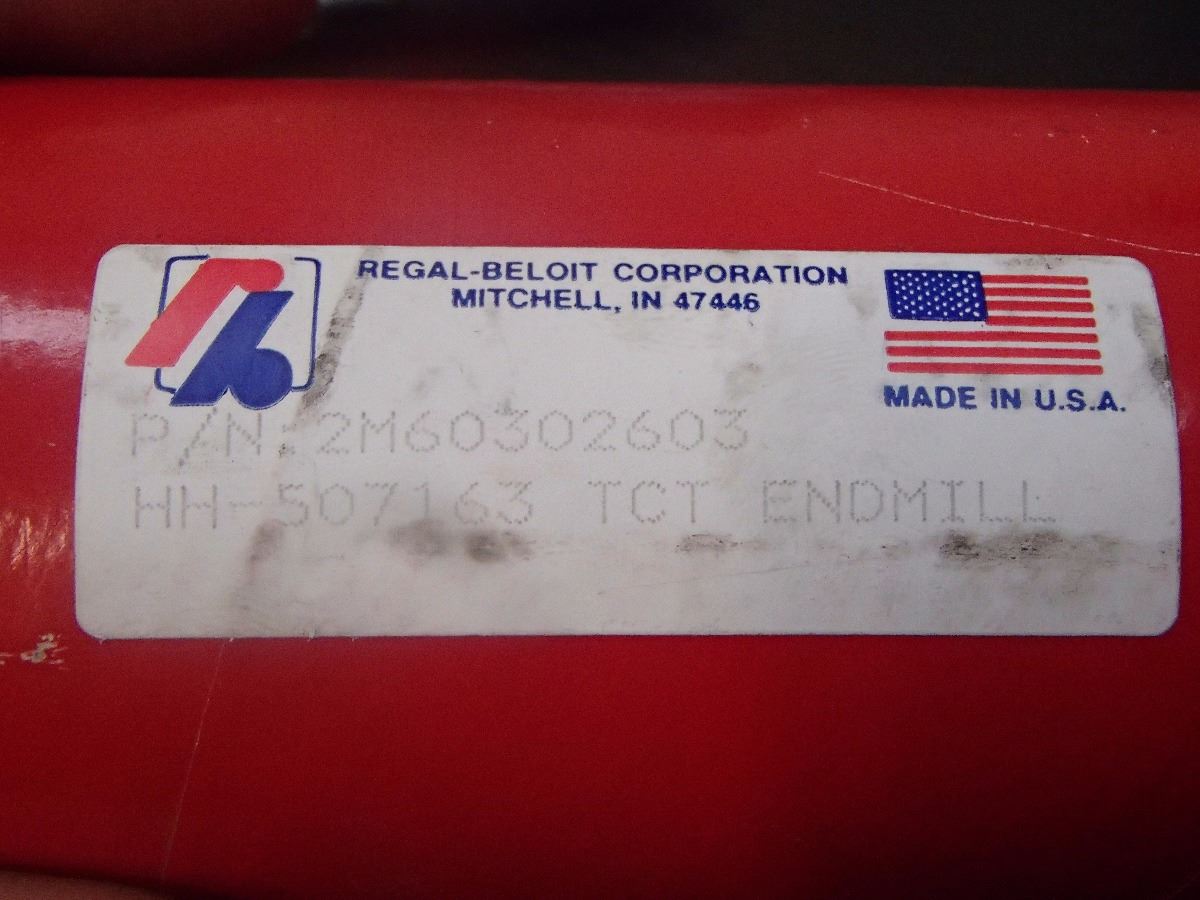 REGAL-BELOIT CORPORATION
MITCHELL, IN 47446
MADE IN U.S.A.
P/N:2M60302603
HH-507163 TCT ENDMILL